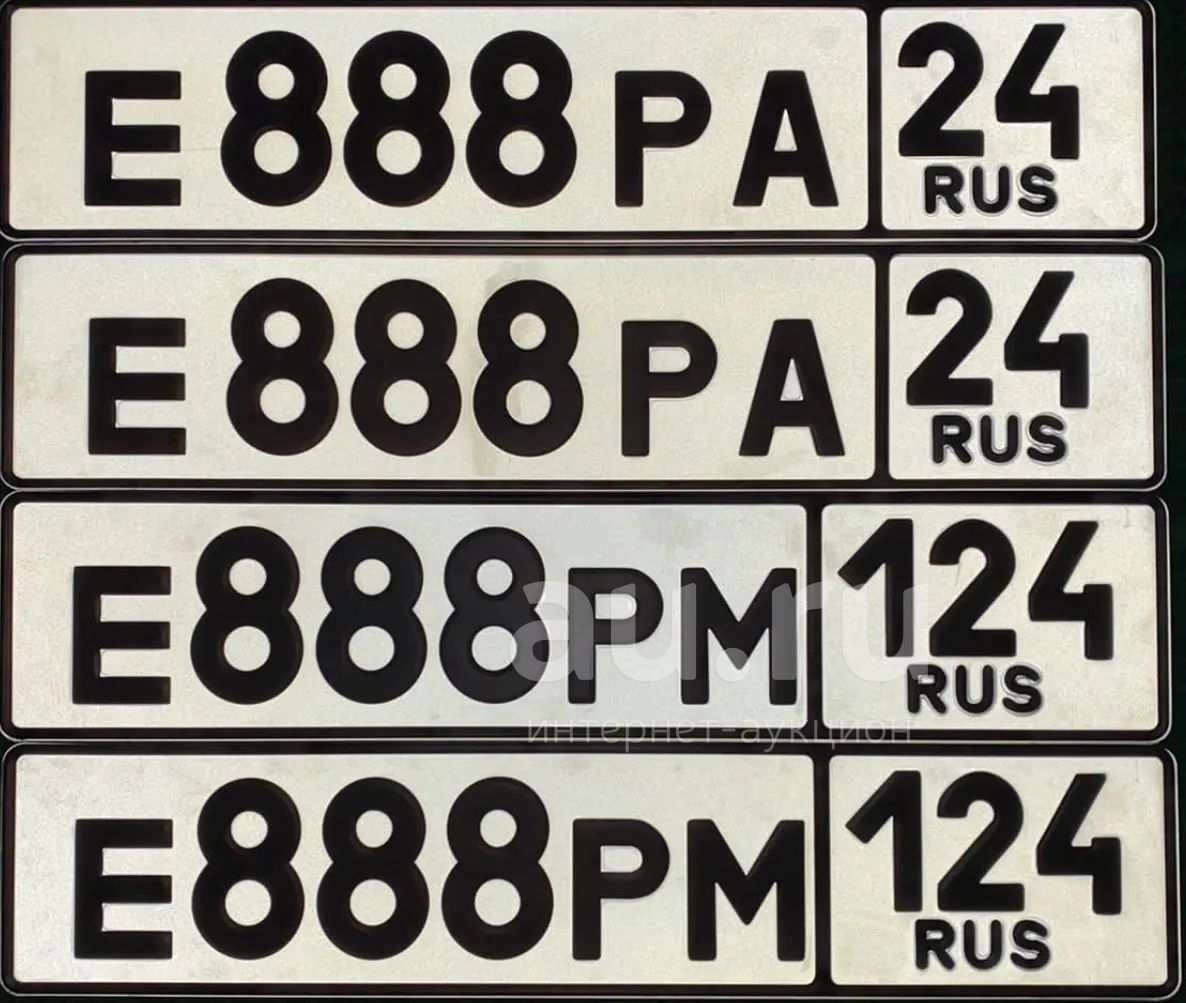 Е888РА 24
RUS
Е888РА 24
RUS
Е888РМ 124
RUS
au.ru
интернет-аукцион
Е888РМ 124
RUS